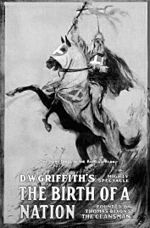 D.W. GRIFFITH'S
MIGHTY
SPECTACLE
THE BIRTH OF A
NATION
FOUNDED ON
THOMAS DIXON'S
"THE CLANSMAN"